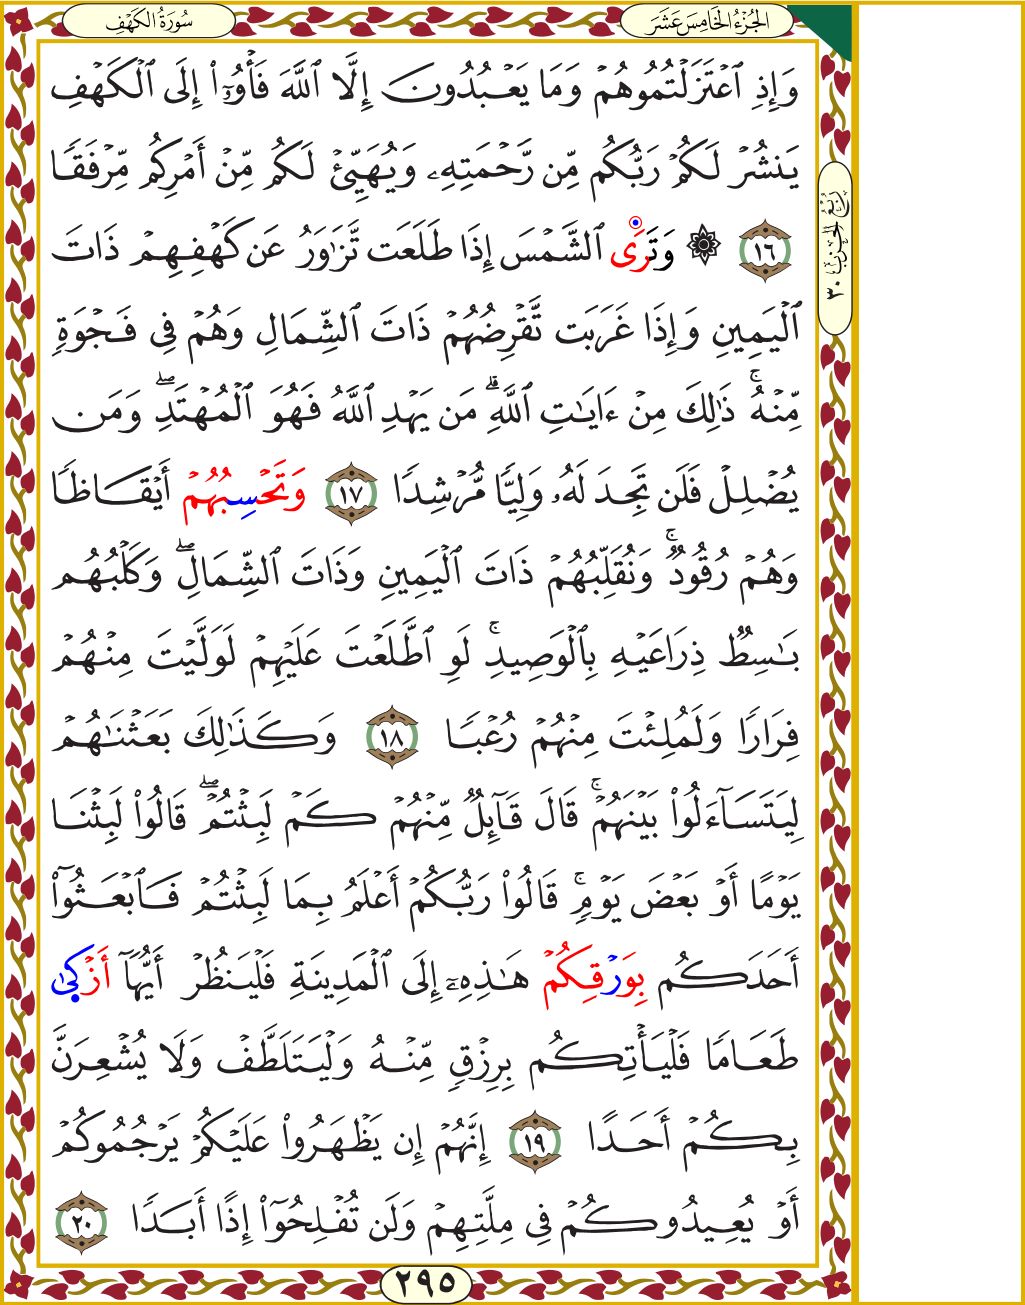 سُورَةُ الكَهْفِ
الجُزْءُ الخَامِسَ عَشَرَ
وَإِذِ ٱعۡتَزَلۡتُمُوهُمۡ وَمَا يَعۡبُدُونَ إِلَّا ٱللَّهَ فَأۡوُۥٓاْ إِلَى ٱلۡكَهۡفِ
يَنشُرۡ لَكُمۡ رَبُّكُم مِّن رَّحۡمَتِهِۦ وَيُهَيِّئۡ لَكُم مِّنۡ أَمۡرِكُم مِّرۡفَقٗا
١٦ ۞ وَتَرَى ٱلشَّمۡسَ إِذَا طَلَعَت تَّزَٰوَرُ عَن كَهۡفِهِمۡ ذَاتَ
ٱلۡيَمِينِ وَإِذَا غَرَبَت تَّقۡرِضُهُمۡ ذَاتَ ٱلشِّمَالِ وَهُمۡ فِي فَجۡوَةٖ
مِّنۡهُۚ ذَٰلِكَ مِنۡ ءَايَٰتِ ٱللَّهِۗ مَن يَهۡدِ ٱللَّهُ فَهُوَ ٱلۡمُهۡتَدِۖ وَمَن
يُضۡلِلۡ فَلَن تَجِدَ لَهُۥ وَلِيّٗا مُّرۡشِدٗا ١٧ وَتَحۡسِبُهُمۡ أَيۡقَاظٗا
وَهُمۡ رُقُودٞۚ وَنُقَلِّبُهُمۡ ذَاتَ ٱلۡيَمِينِ وَذَاتَ ٱلشِّمَالِۖ وَكَلۡبُهُم
بَٰسِطٞ ذِرَاعَيۡهِ بِٱلۡوَصِيدِۚ لَوِ ٱطَّلَعۡتَ عَلَيۡهِمۡ لَوَلَّيۡتَ مِنۡهُمۡ
فِرَارٗا وَلَمُلِئۡتَ مِنۡهُمۡ رُعۡبٗا ١٨ وَكَذَٰلِكَ بَعَثۡنَٰهُمۡ
لِيَتَسَآءَلُواْ بَيۡنَهُمۡۚ قَالَ قَآئِلٞ مِّنۡهُمۡ كَمۡ لَبِثۡتُمۡۖ قَالُواْ لَبِثۡنَا
يَوۡمًا أَوۡ بَعۡضَ يَوۡمٖۚ قَالُواْ رَبُّكُمۡ أَعۡلَمُ بِمَا لَبِثۡتُمۡ فَٱبۡعَثُوٓاْ
أَحَدَكُم بِوَرۡقِكُمۡ هَٰذِهِۦٓ إِلَى ٱلۡمَدِينَةِ فَلۡيَنظُرۡ أَيُّهَآ أَزۡكَىٰ
طَعَامٗا فَلۡيَأۡتِكُم بِرِزۡقٖ مِّنۡهُ وَلۡيَتَلَطَّفۡ وَلَا يُشۡعِرَنَّ
بِكُمۡ أَحَدًا ١٩ إِنَّهُمۡ إِن يَظۡهَرُواْ عَلَيۡكُمۡ يَرۡجُمُوكُمۡ
أَوۡ يُعِيدُوكُمۡ فِي مِلَّتِهِمۡ وَلَن تُفۡلِحُوٓاْ إِذًا أَبَدٗا ٢٠
رُبْعُ الحِزْبِ ٣٠
٢٩٥